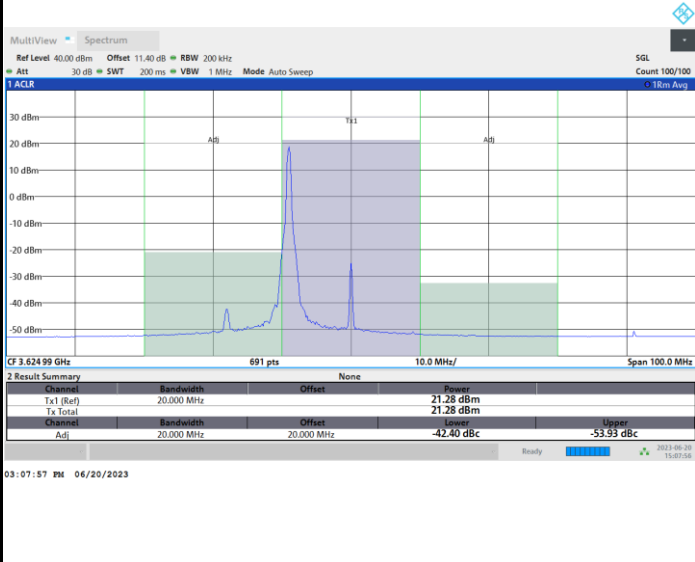 MultiView Spectrum
Ref Level 40.00 dBm Offset 11.40 dB RBW 200 kHz SGL
Att 30 dB SWT 200 ms VBW 1 MHz Mode Auto Sweep Count 100/100
1 ACLR 1Rm Avg
30 dBm
Tx1
20 dBm
Adj Adj
10 dBm
0 dBm
-10 dBm
-20 dBm
-30 dBm
-40 dBm
-50 dBm
CF 3.624 99 GHz 691 pts 10.0 MHz/ Span 100.0 MHz
2 Result Summary None
Channel Bandwidth Offset Power
Tx1 (Ref) 20.000 MHz 21.28 dBm
Tx Total 21.28 dBm
Channel Bandwidth Offset Lower Upper
Adj 20.000 MHz 20.000 MHz -42.40 dBc -53.93 dBc
Ready 2023-06-20
15:07:56
03:07:57 PM 06/20/2023